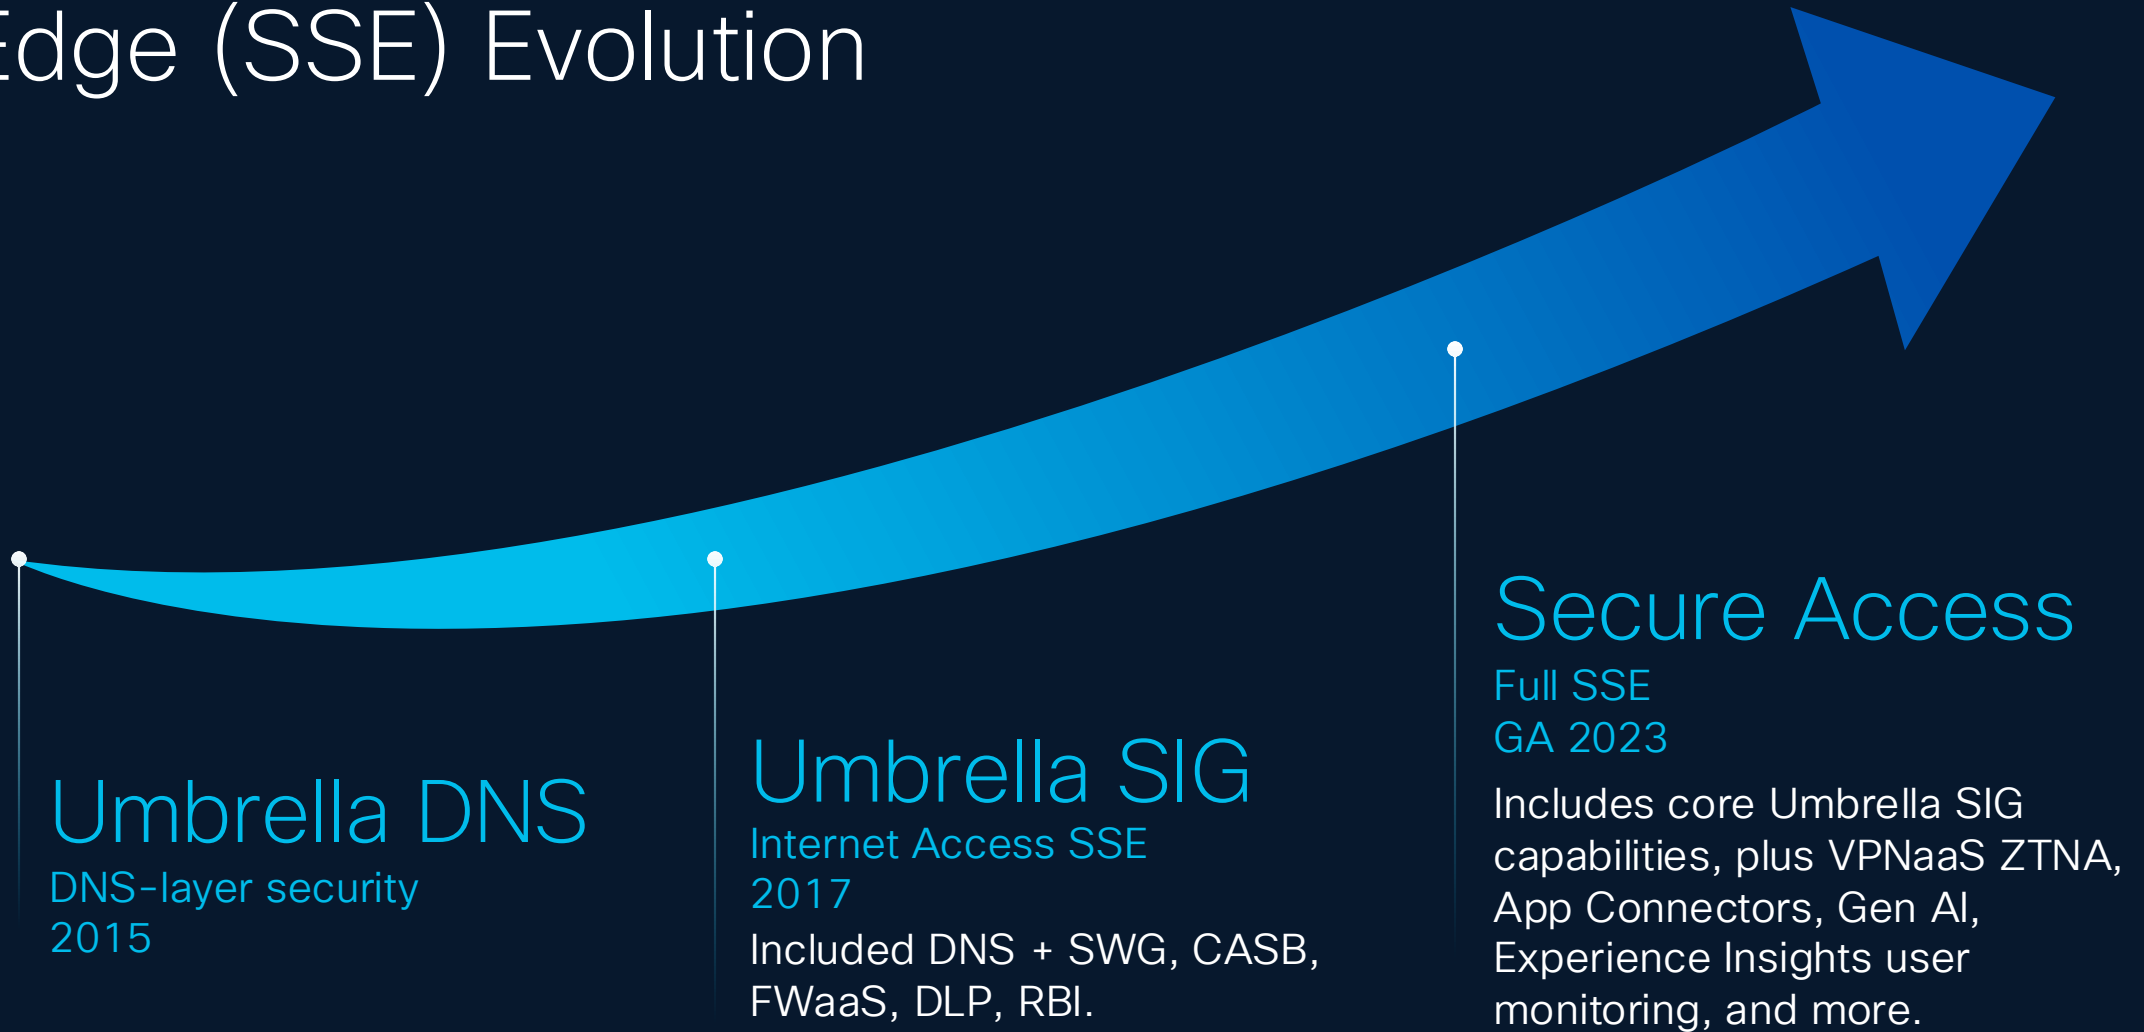 Edge (SSE) Evolution
Umbrella DNS
DNS-layer security
2015
Umbrella SIG
Internet Access SSE
2017
Included DNS + SWG, CASB,
FWaaS, DLP, RBI.
Secure Access
Full SSE
GA 2023
Includes core Umbrella SIG
capabilities, plus VPNaaS ZTNA,
App Connectors, Gen AI,
Experience Insights user
monitoring, and more.